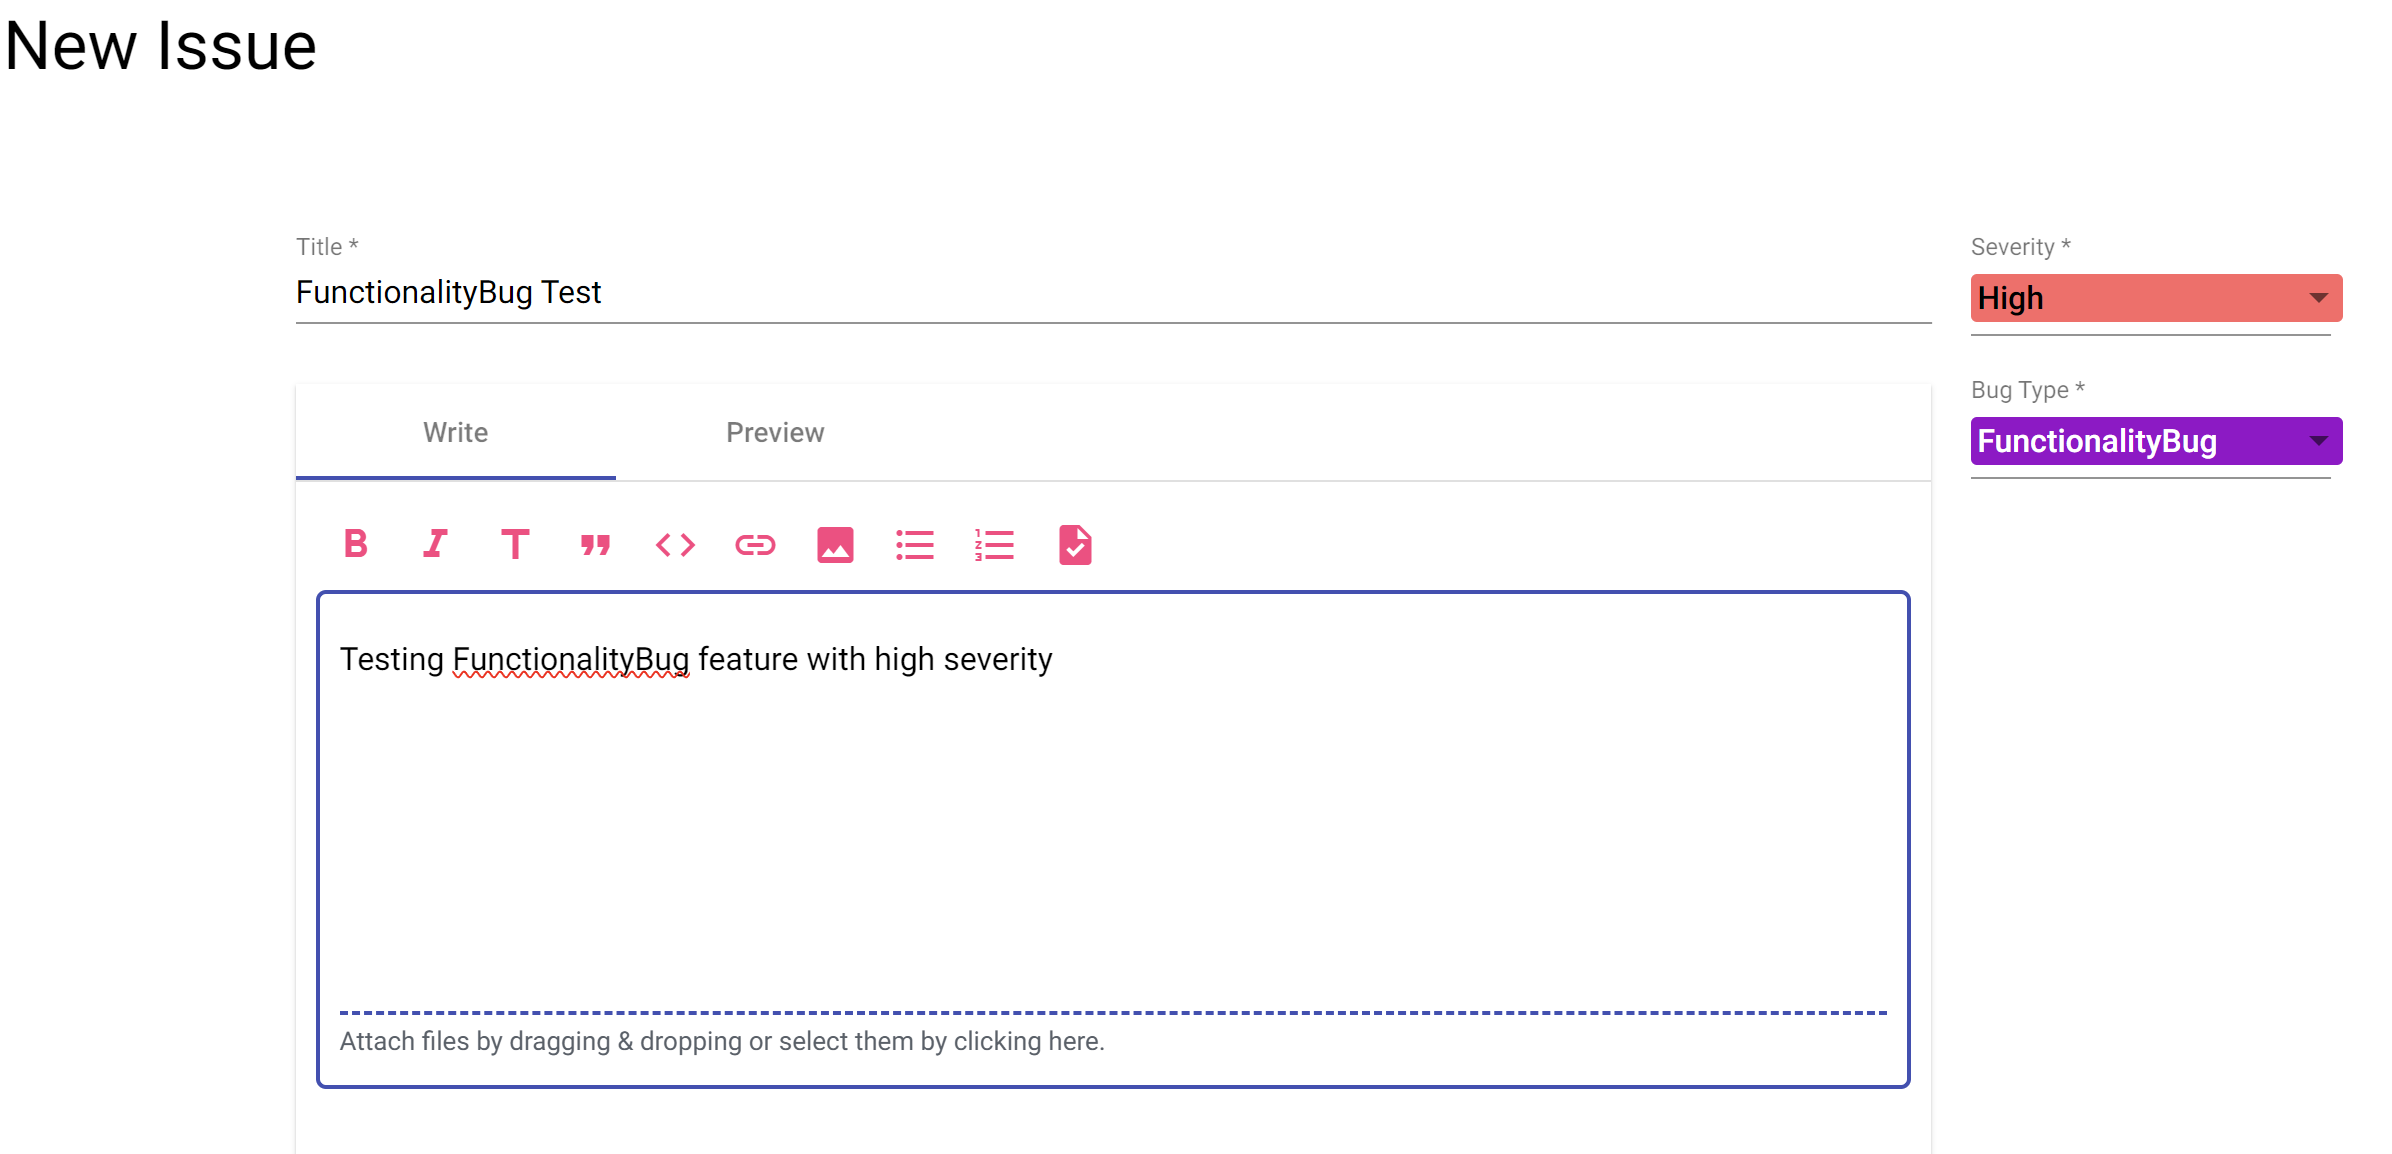 New Issue
Title *
FunctionalityBug Test
Severity *
High
Bug Type *
FunctionalityBug
Write
Preview
Testing FunctionalityBug feature with high severity
Attach files by dragging & dropping or select them by clicking here.